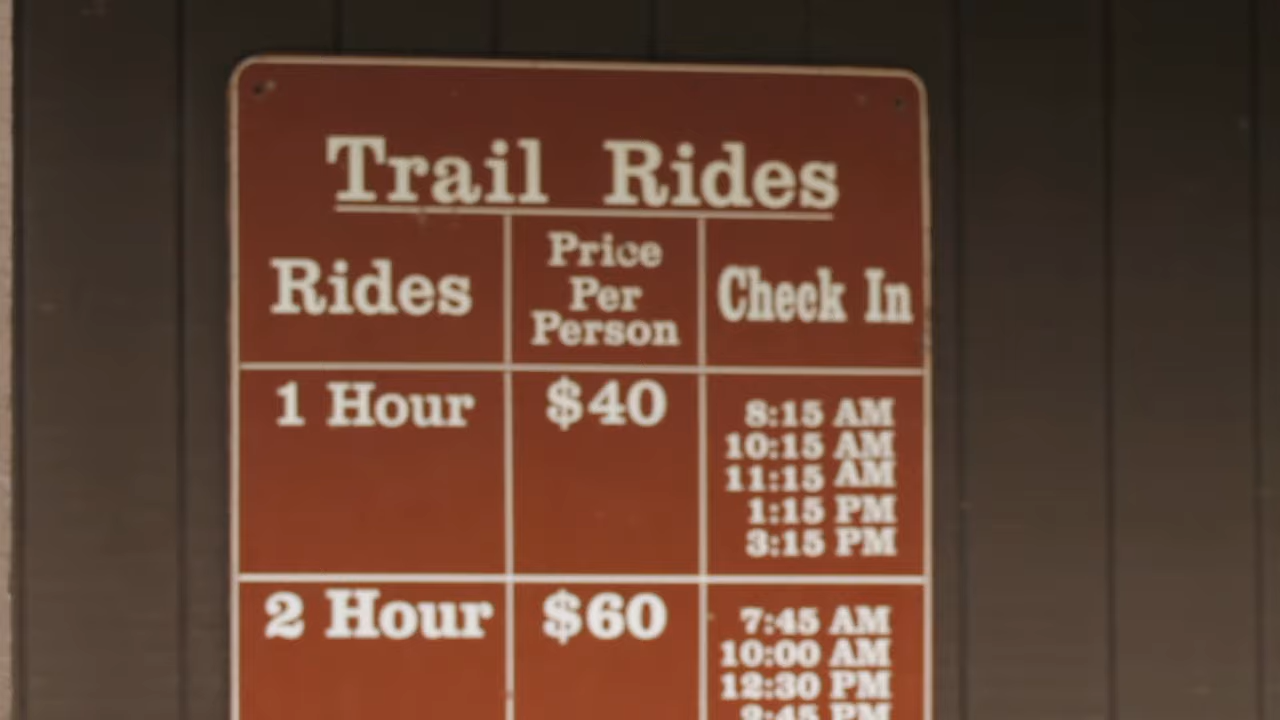 Trail Rides
Rides
Price
Per
Person
Check In
1 Hour
$40
8:15 AM
10:15 AM
11:15 AM
1:15 PM
3:15 PM
2 Hour
$60
7:45 AM
10:00 AM
12:30 PM